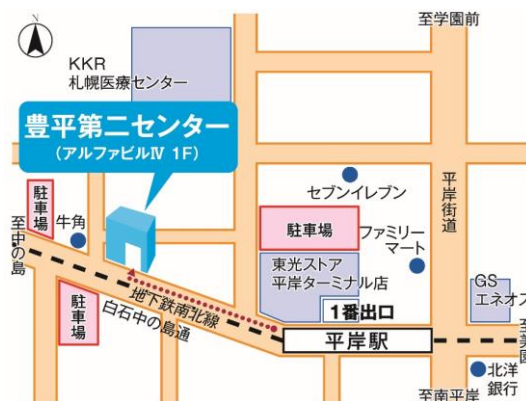 至学園前
KKR
札幌医療センター
豊平第二センター
(アルファビルⅣ 1F)
セブンイレブン
平岸街道
駐車場
牛角
駐車場
ファミリー
マート
至中の島
東光ストア
平岸ターミナル店
GS
エネオス
地下鉄南北線
白石中の島通
駐車場
1番出口
平岸駅
至美園
北洋
銀行
至南平岸